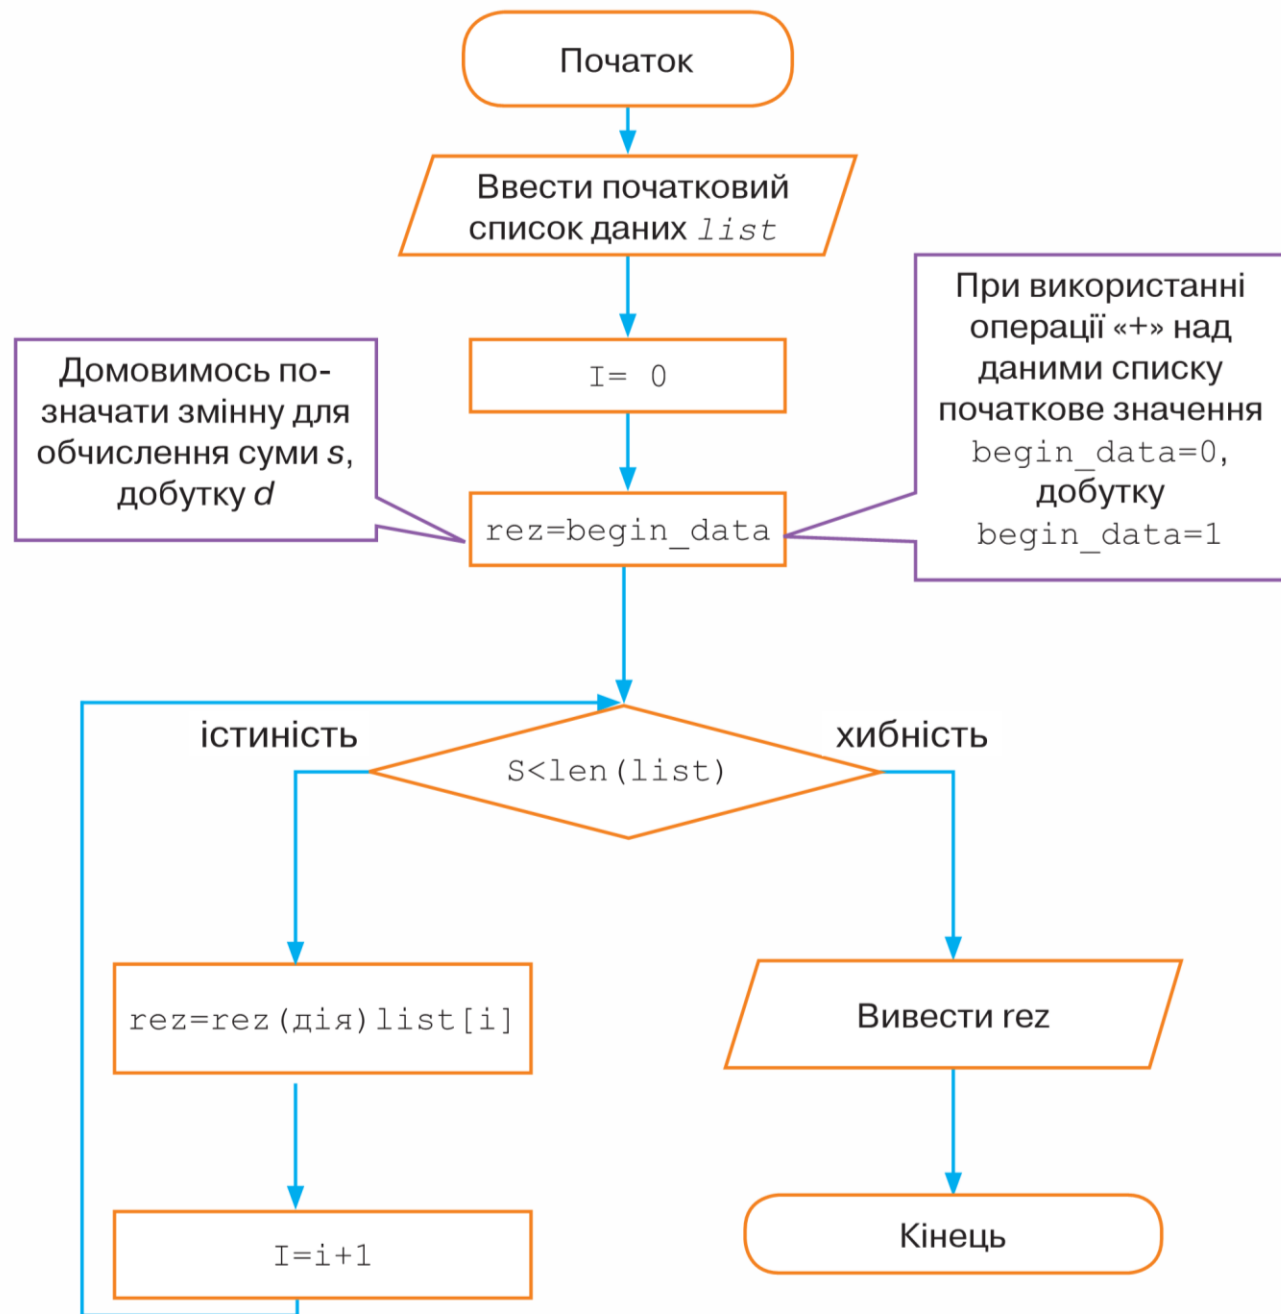 Початок
Ввести початковий
список даних list
I= 0
Домовимось по-
значати змінну для
обчислення суми s,
добутку d
При використанні
операції «+» над
даними списку
початкове значення
begin_data=0,
добутку
begin_data=1
rez=begin_data
істиність
хибність
S<len(list)
rez=rez(дія)list[i]
Вивести rez
I=i+1
Кінець